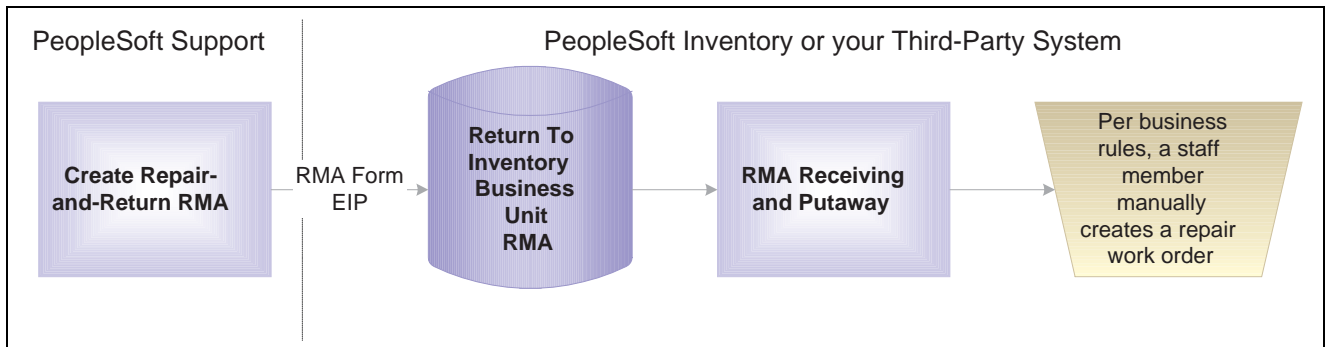 PeopleSoft Support
PeopleSoft Inventory or your Third-Party System
Create Repair-
and-Return RMA
RMA Form
EIP
Return To
Inventory
Business
Unit
RMA
RMA Receiving
and Putaway
Per business
rules, a staff
member
manually
creates a repair
work order